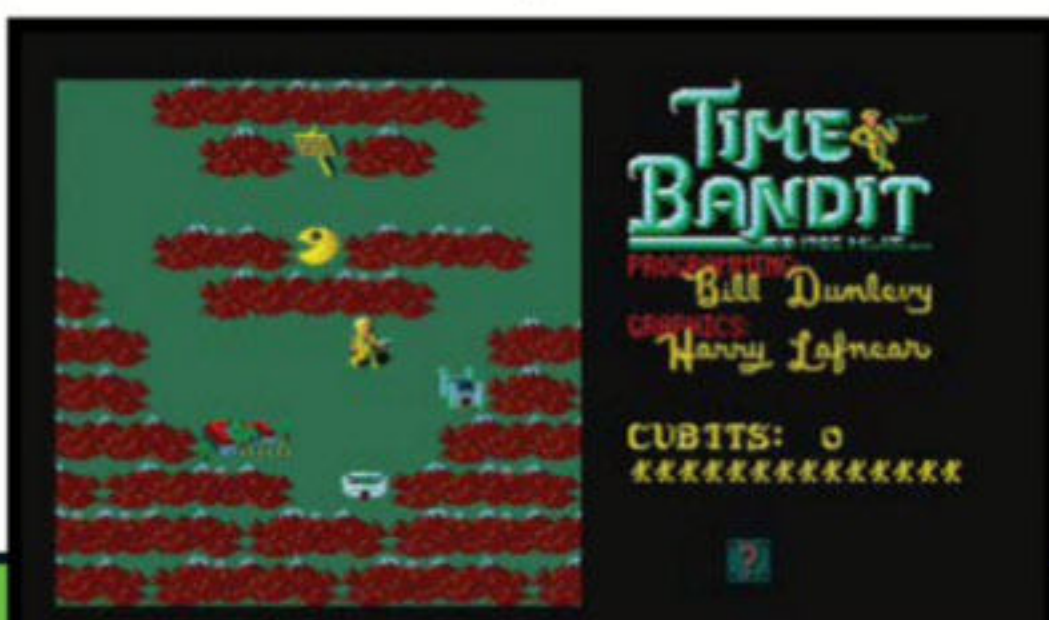 TIME
BANDIT
PROGRAMMING:
Bill Dunlevy
GRAPHICS:
Harry Lafnear
CUBITS: 0
?